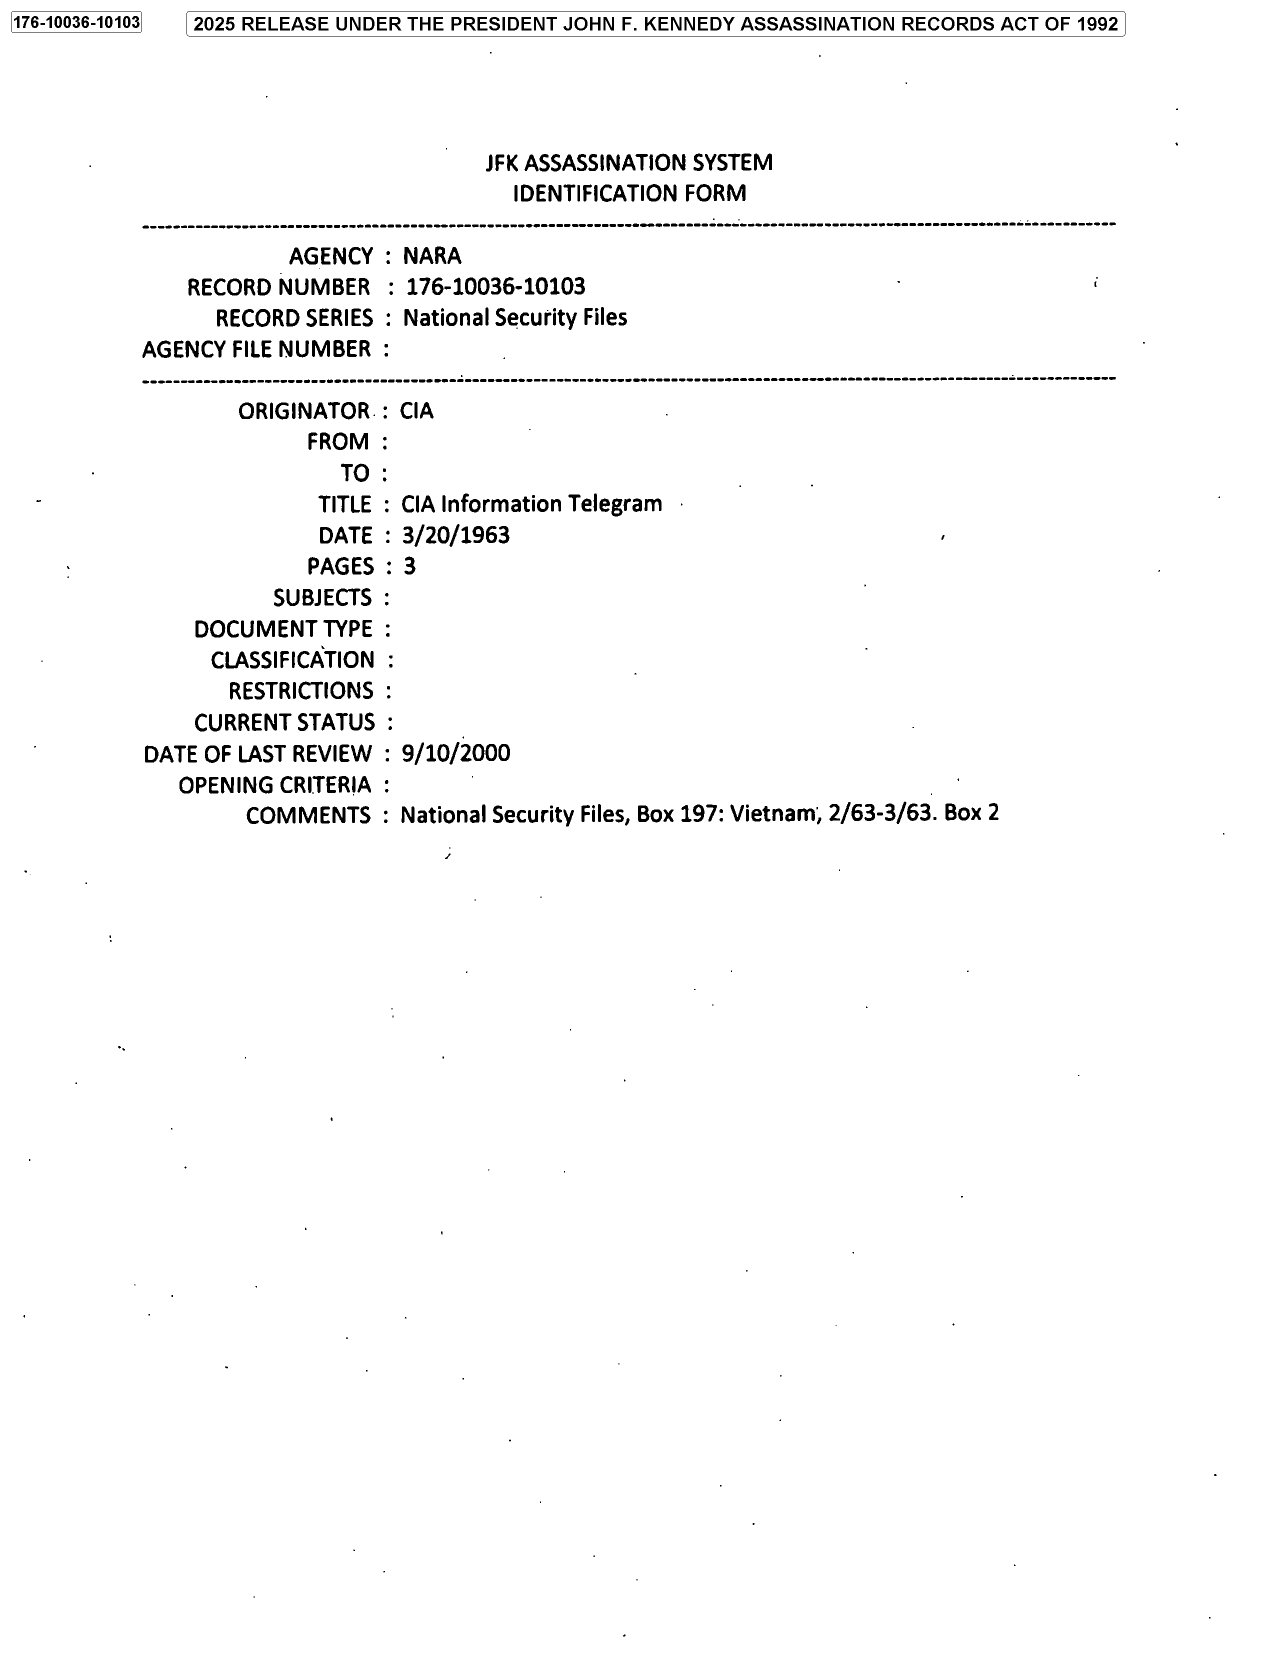 176-10036-10103
2025 RELEASE UNDER THE PRESIDENT JOHN F. KENNEDY ASSASSINATION RECORDS ACT OF 1992
JFK ASSASSINATION SYSTEM
IDENTIFICATION FORM
AGENCY : NARA
RECORD NUMBER : 176-10036-10103
RECORD SERIES : National Security Files
AGENCY FILE NUMBER :
ORIGINATOR : CIA
FROM :
TO :
TITLE : CIA Information Telegram
DATE : 3/20/1963
PAGES : 3
SUBJECTS :
DOCUMENT TYPE :
CLASSIFICATION :
RESTRICTIONS :
CURRENT STATUS :
DATE OF LAST REVIEW : 9/10/2000
OPENING CRITERIA :
COMMENTS : National Security Files, Box 197: Vietnam, 2/63-3/63. Box 2